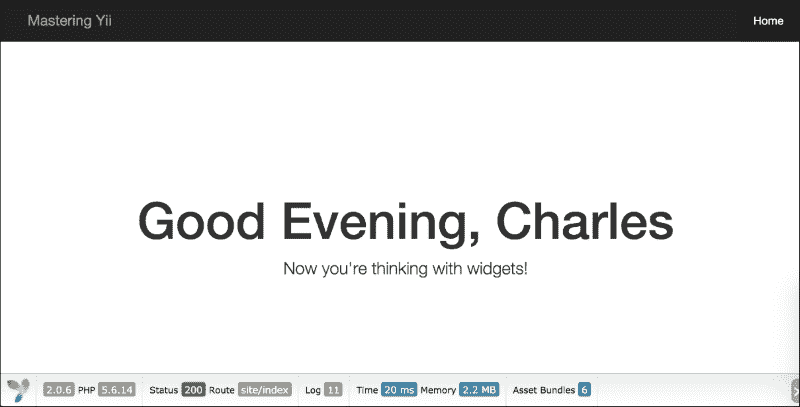 Mastering Yii Home
Good Evening, Charles
Now you're thinking with widgets!
2.0.6 PHP 5.6.14 Status 200 Route site/index Log 11 Time 20 ms Memory 2.2 MB Asset Bundles 6